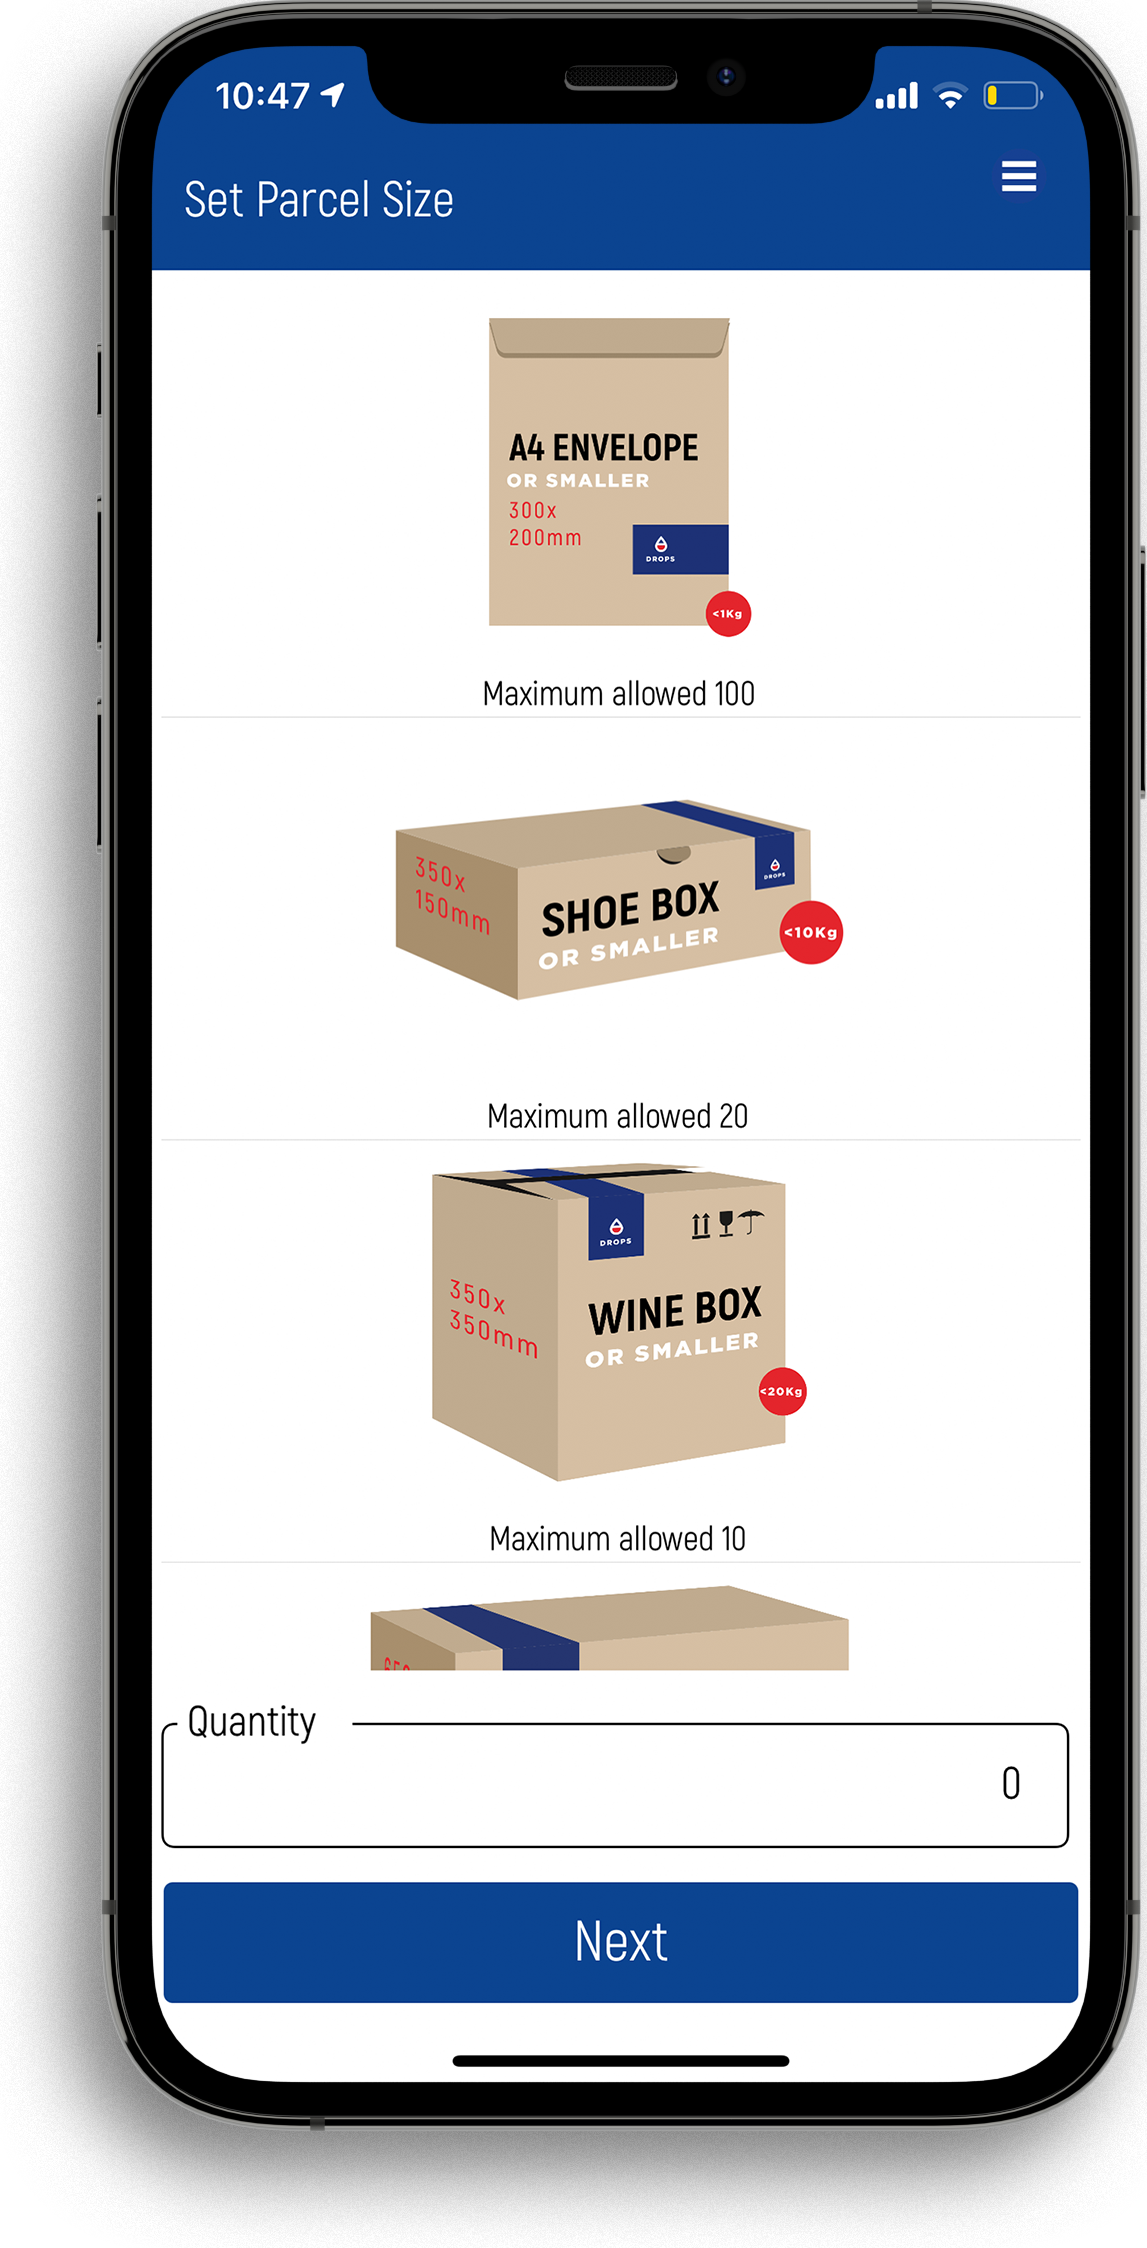 10:47
Set Parcel Size
A4 ENVELOPE
OR SMALLER
300x
200mm
DROPS
<1Kg
Maximum allowed 100
350x
150mm
SHOE BOX
OR SMALLER
DROPS
<10Kg
Maximum allowed 20
DROPS
350x
350mm
WINE BOX
OR SMALLER
<20Kg
Maximum allowed 10
Quantity
0
Next